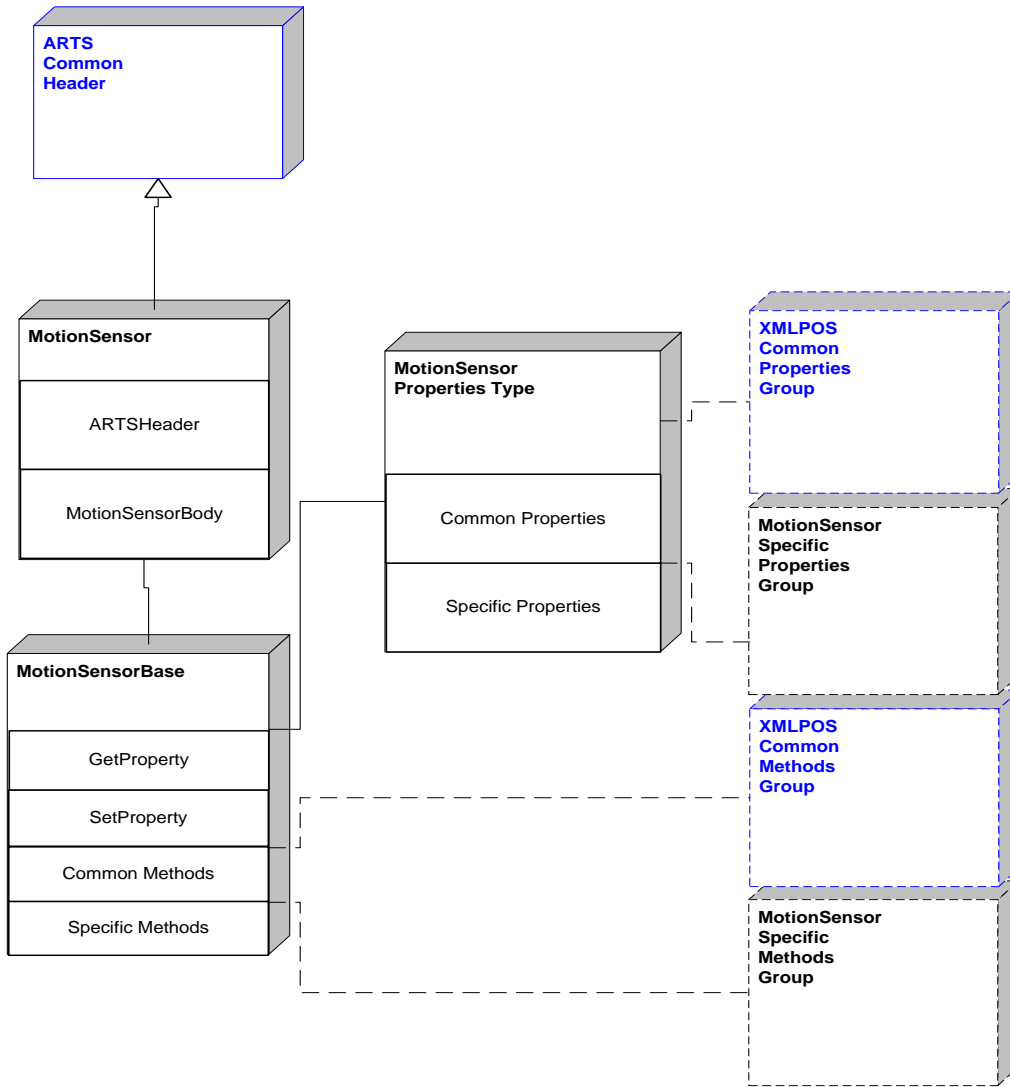 ARTS
Common
Header
MotionSensor
ARTSHeader
MotionSensorBody
MotionSensor
Properties Type
Common Properties
Specific Properties
XMLPOS
Common
Properties
Group
MotionSensor
Specific
Properties
Group
MotionSensorBase
GetProperty
SetProperty
Common Methods
Specific Methods
XMLPOS
Common
Methods
Group
MotionSensor
Specific
Methods
Group